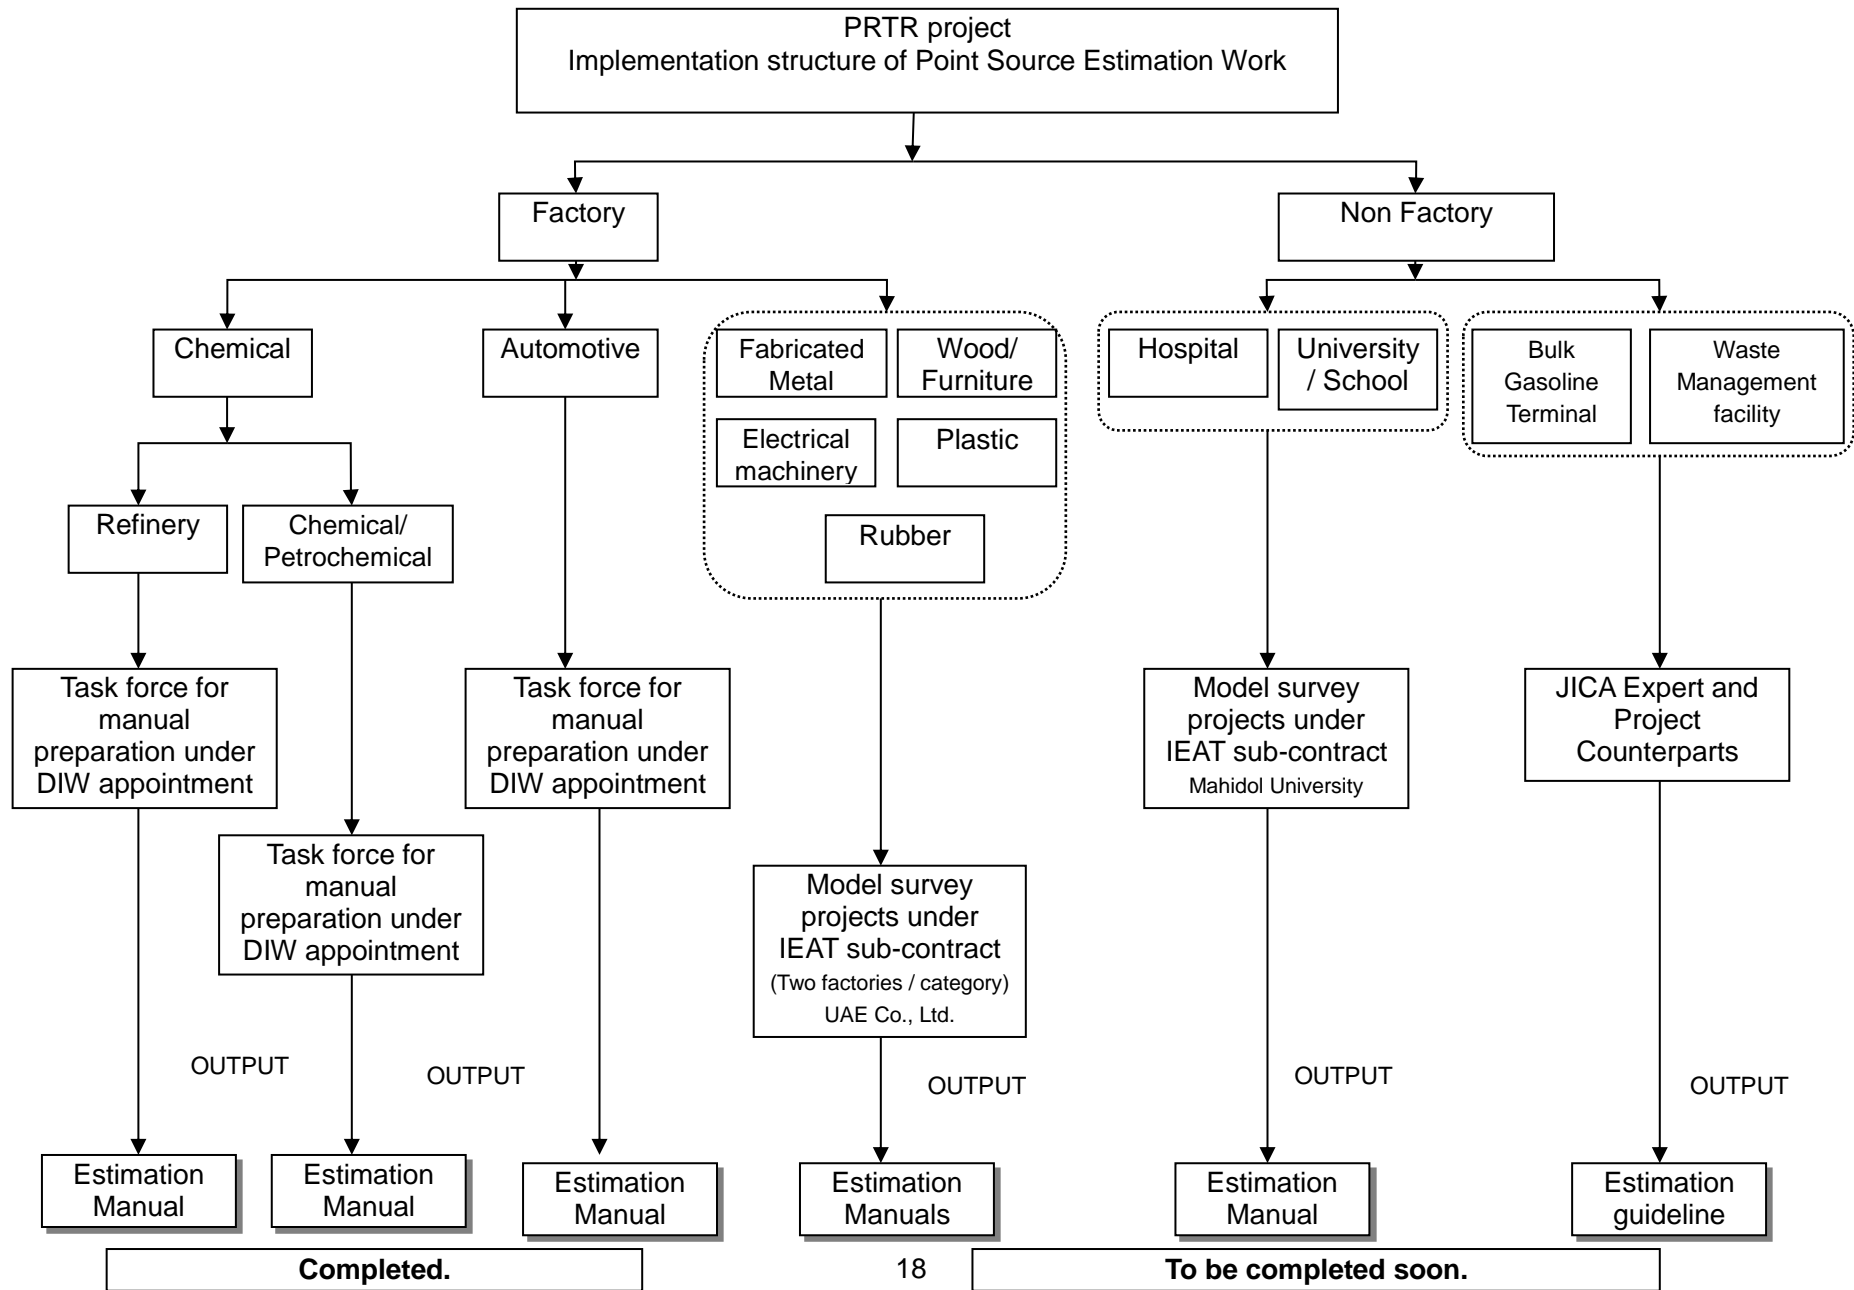 PRTR project
Implementation structure of Point Source Estimation Work
Factory
Non Factory
Chemical
Automotive
Fabricated
Metal
Wood/
Furniture
Electrical
machinery
Plastic
Rubber
Hospital
University
/ School
Bulk
Gasoline
Terminal
Waste
Management
facility
Refinery
Chemical/
Petrochemical
Task force for
manual
preparation under
DIW appointment
Task force for
manual
preparation under
DIW appointment
Task force for
manual
preparation under
DIW appointment
Model survey
projects under
IEAT sub-contract
(Two factories / category)
UAE Co., Ltd.
Model survey
projects under
IEAT sub-contract
Mahidol University
JICA Expert and
Project
Counterparts
OUTPUT
OUTPUT
OUTPUT
OUTPUT
OUTPUT
Estimation
Manual
Estimation
Manual
Estimation
Manual
Estimation
Manuals
Estimation
Manual
Estimation
guideline
Completed.
18
To be completed soon.